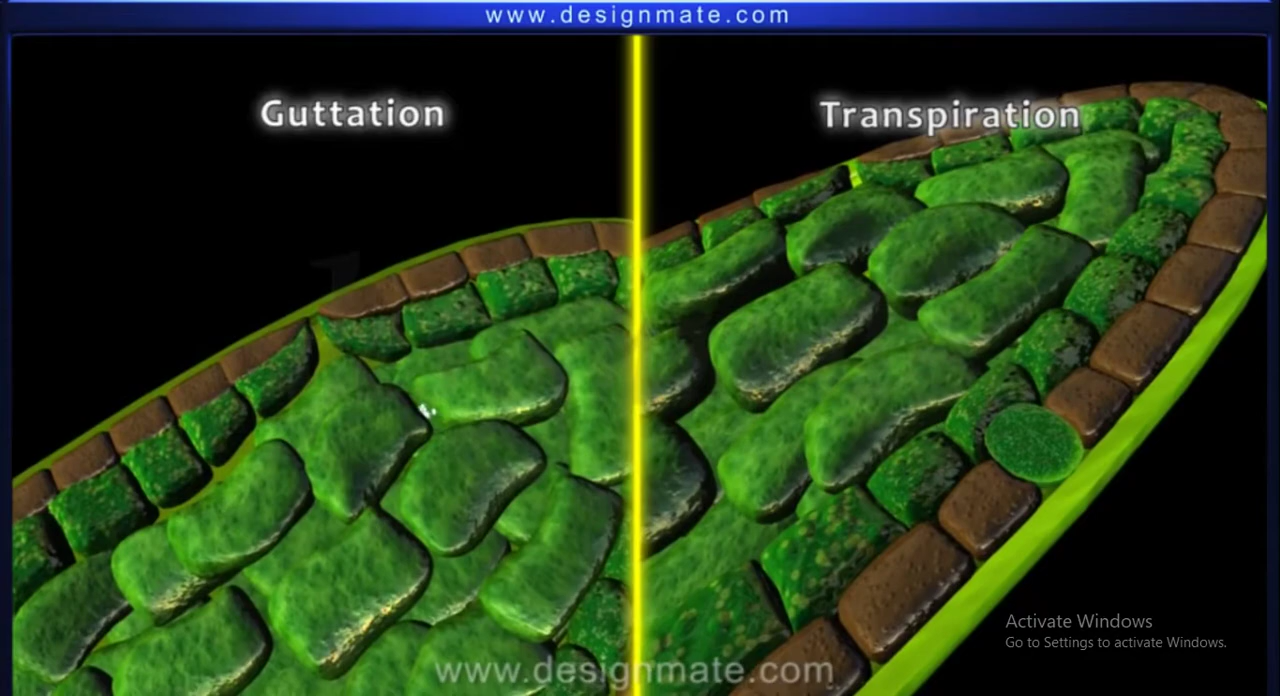 www.designmate.com
Guttation
Transpiration
Activate Windows
Go to Settings to activate Windows.
www.designmate.com